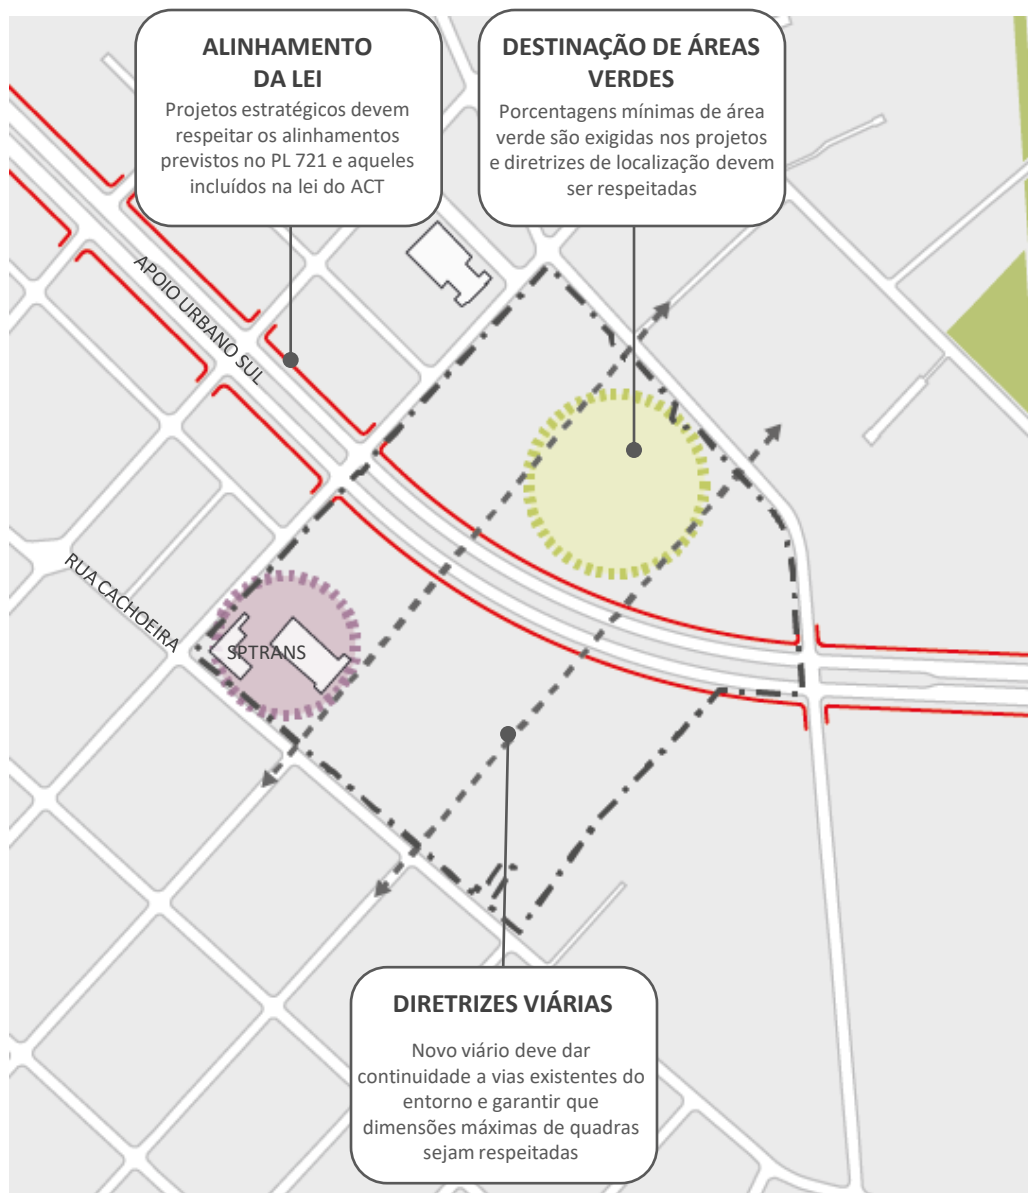 ALINHAMENTO
DA LEI
Projetos estratégicos devem
respeitar os alinhamentos
previstos no PL 721 e aqueles
incluídos na lei do ACT
DESTINAÇÃO DE ÁREAS
VERDES
Porcentagens mínimas de área
verde são exigidas nos projetos
e diretrizes de localização devem
ser respeitadas
APOIO URBANO SUL
RUA CACHOEIRA
SPTRANS
DIRETRIZES VIÁRIAS
Novo viário deve dar
continuidade a vias existentes do
entorno e garantir que
dimensões máximas de quadras
sejam respeitadas